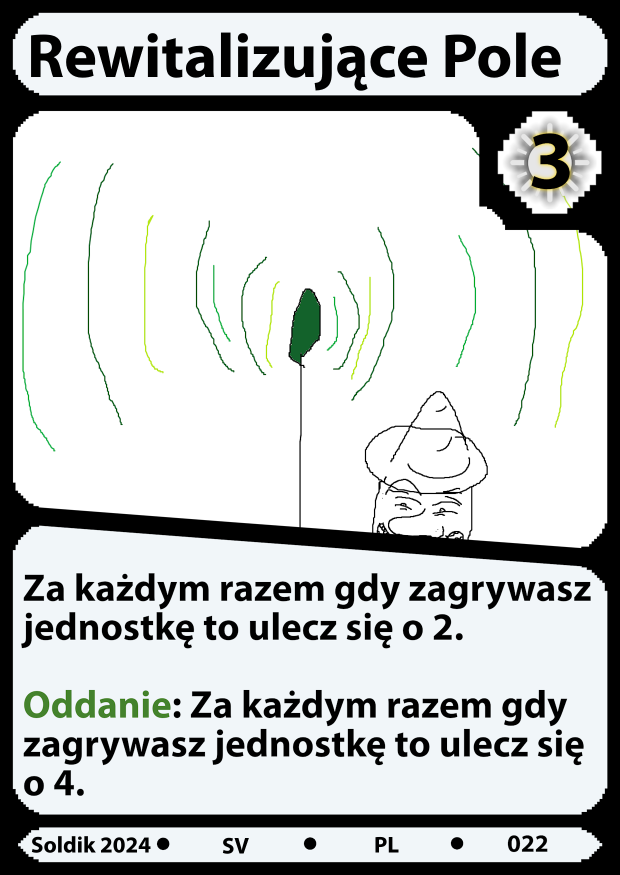 Rewitalizujące Pole
3
Za każdym razem gdy zagrywasz
jednostkę to ulecz się o 2.
Oddanie: Za każdym razem gdy
zagrywasz jednostkę to ulecz się
o 4.
Soldik 2024 • SV • PL • 022